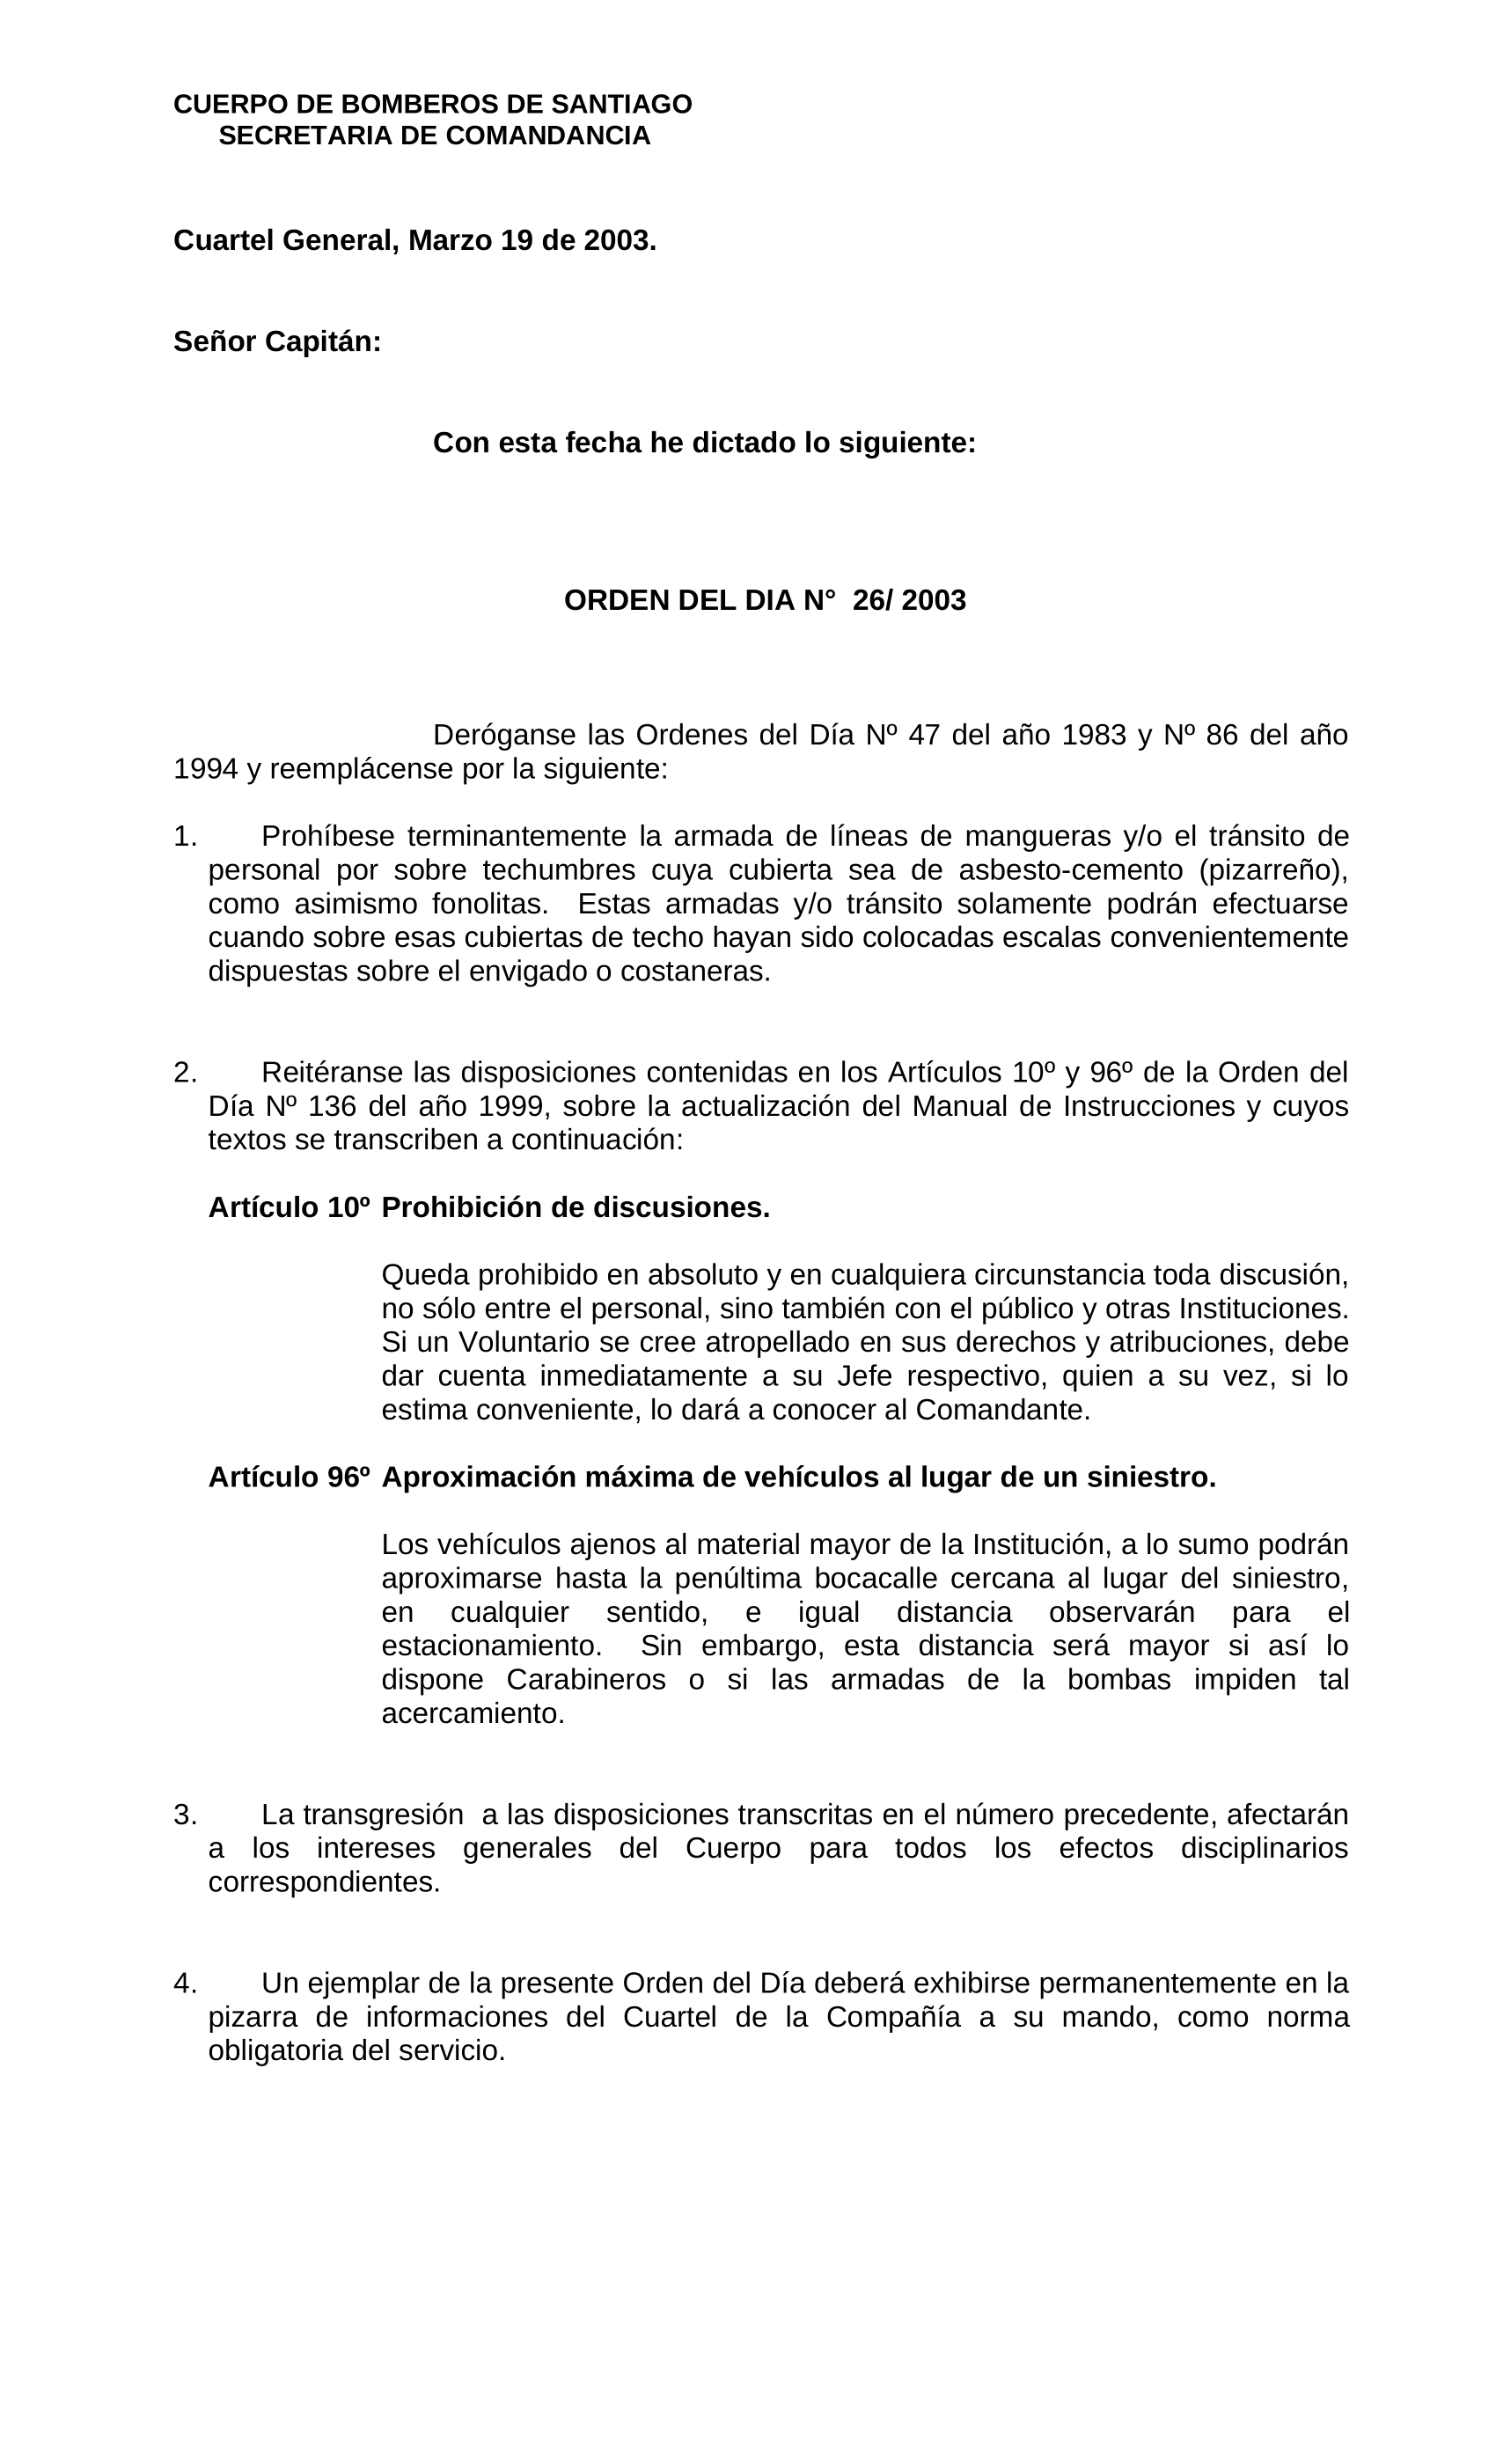 CUERPO DE BOMBEROS DE SANTIAGO
SECRETARIA DE COMANDANCIA
Cuartel General, Marzo 19 de 2003.
Señor Capitán:
Con esta fecha he dictado lo siguiente:
ORDEN DEL DIA N° 26/ 2003
Deróganse las Ordenes del Día Nº 47 del año 1983 y Nº 86 del año
1994 y reemplácense por la siguiente:
1. Prohíbese terminantemente la armada de líneas de mangueras y/o el tránsito de
personal por sobre techumbres cuya cubierta sea de asbesto-cemento (pizarreño),
como asimismo fonolitas. Estas armadas y/o tránsito solamente podrán efectuarse
cuando sobre esas cubiertas de techo hayan sido colocadas escalas convenientemente
dispuestas sobre el envigado o costaneras.
2. Reitéranse las disposiciones contenidas en los Artículos 10º y 96º de la Orden del
Día Nº 136 del año 1999, sobre la actualización del Manual de Instrucciones y cuyos
textos se transcriben a continuación:
Artículo 10º Prohibición de discusiones.
Queda prohibido en absoluto y en cualquiera circunstancia toda discusión,
no sólo entre el personal, sino también con el público y otras Instituciones.
Si un Voluntario se cree atropellado en sus derechos y atribuciones, debe
dar cuenta inmediatamente a su Jefe respectivo, quien a su vez, si lo
estima conveniente, lo dará a conocer al Comandante.
Artículo 96º Aproximación máxima de vehículos al lugar de un siniestro.
Los vehículos ajenos al material mayor de la Institución, a lo sumo podrán
aproximarse hasta la penúltima bocacalle cercana al lugar del siniestro,
en cualquier sentido, e igual distancia observarán para el
estacionamiento. Sin embargo, esta distancia será mayor si así lo
dispone Carabineros o si las armadas de la bombas impiden tal
acercamiento.
3. La transgresión a las disposiciones transcritas en el número precedente, afectarán
a los intereses generales del Cuerpo para todos los efectos disciplinarios
correspondientes.
4. Un ejemplar de la presente Orden del Día deberá exhibirse permanentemente en la
pizarra de informaciones del Cuartel de la Compañía a su mando, como norma
obligatoria del servicio.